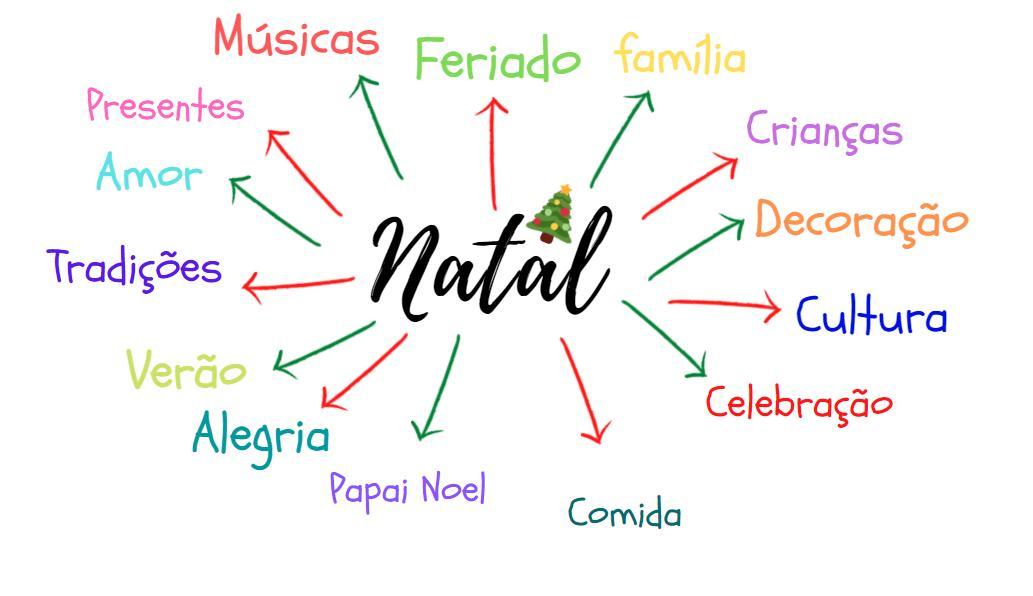 Músicas
Feriado
família
Presentes
Crianças
Amor
Decoração
Natal
Tradições
Cultura
Verão
Celebração
Alegria
Papai Noel
Comida